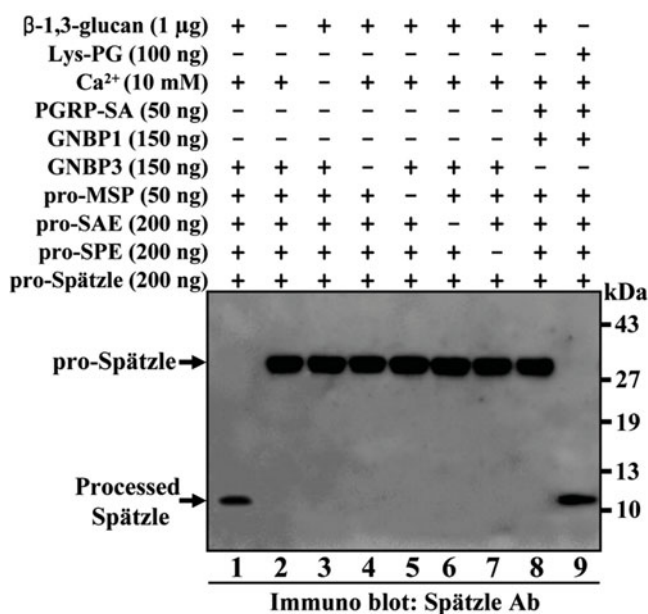 β-1,3-glucan (1 μg) + − + + + + + + −
Lys-PG (100 ng) − − − − − − − − +
Ca²⁺ (10 mM) + + − + + + + + +
PGRP-SA (50 ng) − − − − − − − + +
GNBP1 (150 ng) − − − − − − − + +
GNBP3 (150 ng) + + + − + + + − −
pro-MSP (50 ng) + + + + − + + + +
pro-SAE (200 ng) + + + + + − + + +
pro-SPE (200 ng) + + + + + + − + +
pro-Spätzle (200 ng) + + + + + + + + +
kDa
43
pro-Spätzle
27
19
13
Processed
Spätzle
10
1 2 3 4 5 6 7 8 9
Immuno blot: Spätzle Ab